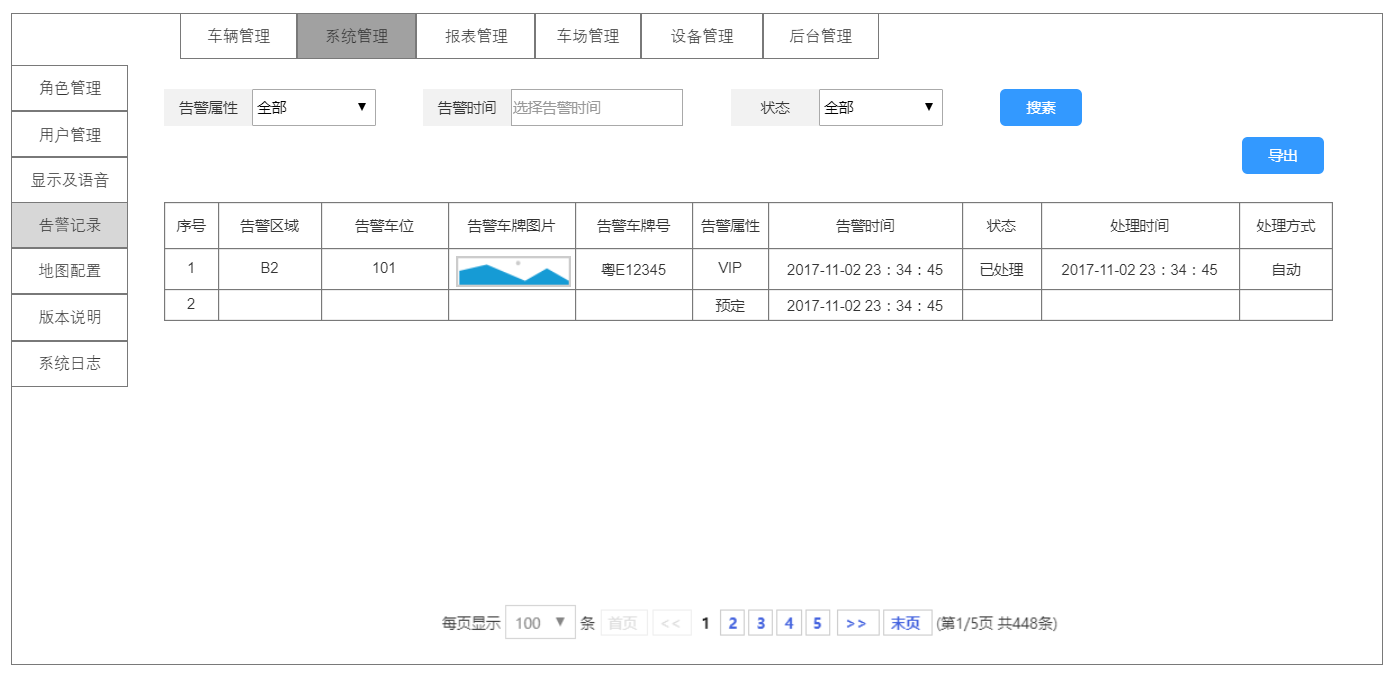 车辆管理 系统管理 报表管理 车场管理 设备管理 后台管理
角色管理
用户管理
显示及语音
告警记录
地图配置
版本说明
系统日志
告警属性 全部 ▼ 告警时间 选择告警时间 状态 全部 ▼ 搜素
导出
序号 告警区域 告警车位 告警车牌图片 告警车牌号 告警属性 告警时间 状态 处理时间 处理方式
1 B2 101 粤E12345 VIP 2017-11-02 23：34：45 已处理 2017-11-02 23：34：45 自动
2 预定 2017-11-02 23：34：45
每页显示 100 ▼ 条 首页 << 1 2 3 4 5 >> 末页 (第1/5页 共448条)